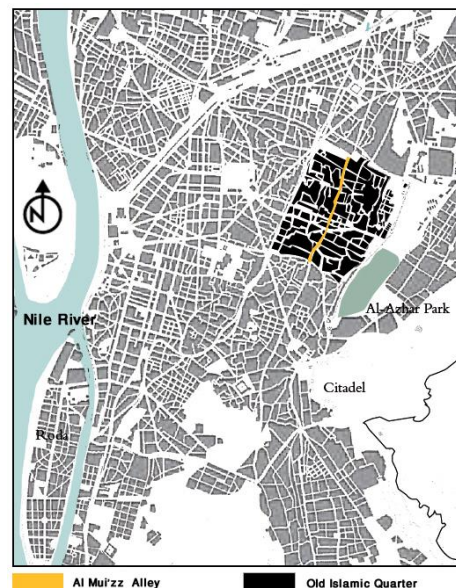 N
Nile River
Al-Azhar Park
Citadel
Roda
Al Mui'zz Alley
Old Islamic Quarter